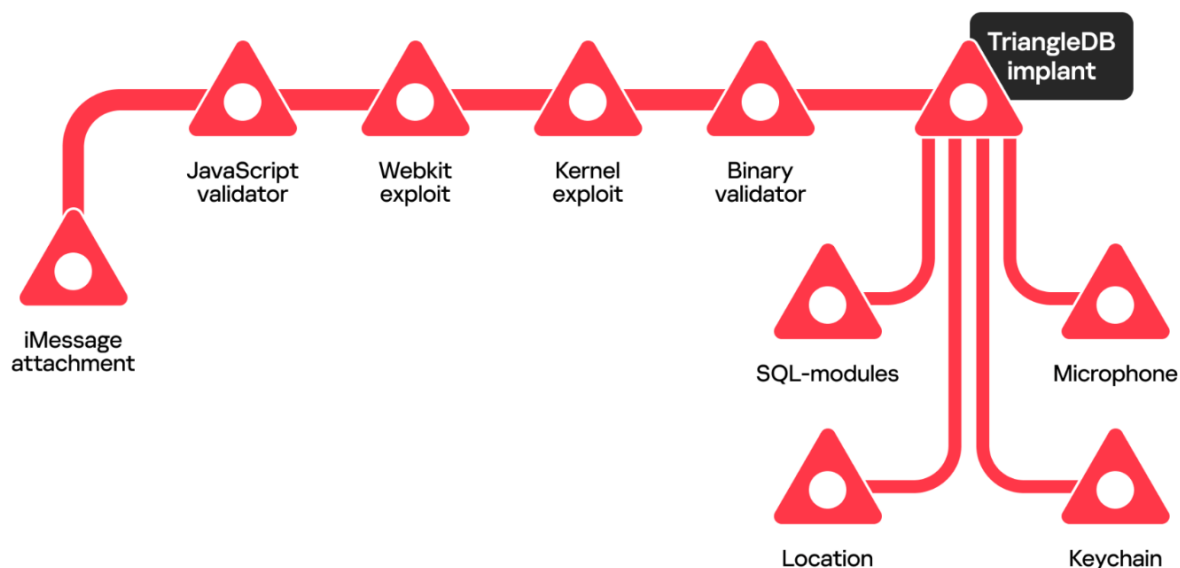 TriangleDB
implant
JavaScript
validator
Webkit
exploit
Kernel
exploit
Binary
validator
iMessage
attachment
SQL-modules
Microphone
Location
Keychain